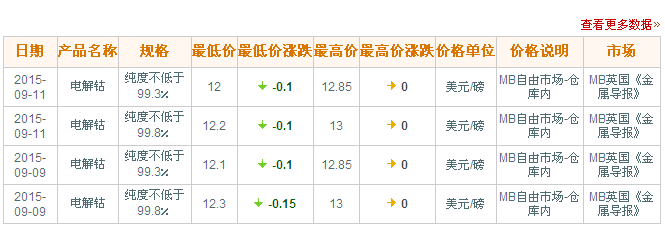 查看更多数据»
日期 产品名称 规格 最低价 最低价涨跌 最高价 最高价涨跌 价格单位 价格说明 市场
2015-09-11 电解钴 纯度不低于99.3% 12 -0.1 12.85 0 美元/磅 MB自由市场-仓库内 MB英国《金属导报》
2015-09-11 电解钴 纯度不低于99.8% 12.2 -0.1 13 0 美元/磅 MB自由市场-仓库内 MB英国《金属导报》
2015-09-09 电解钴 纯度不低于99.3% 12.1 -0.1 12.85 0 美元/磅 MB自由市场-仓库内 MB英国《金属导报》
2015-09-09 电解钴 纯度不低于99.8% 12.3 -0.15 13 0 美元/磅 MB自由市场-仓库内 MB英国《金属导报》